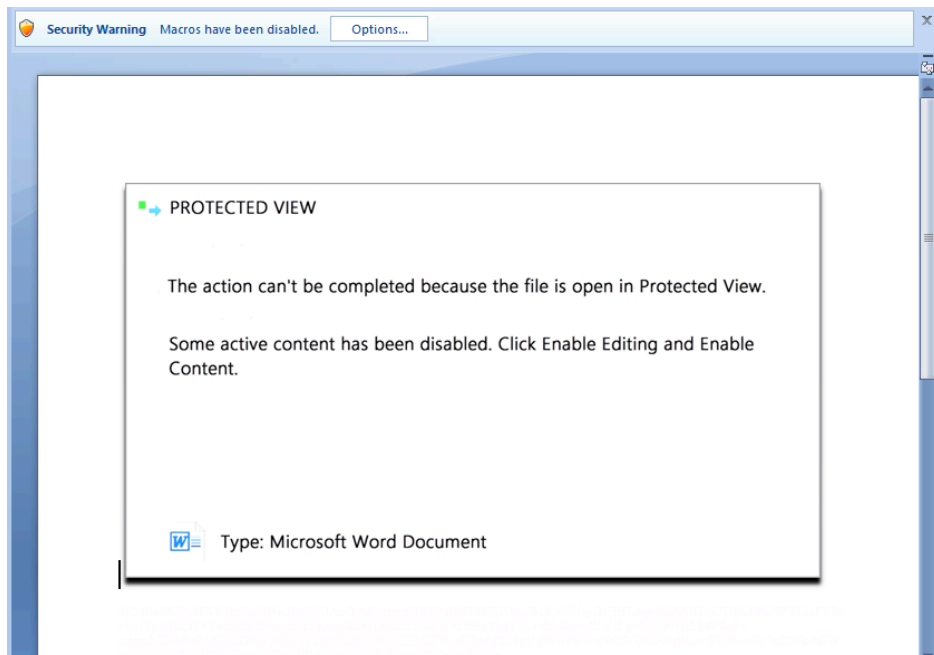 Security Warning Macros have been disabled. Options...
PROTECTED VIEW
The action can't be completed because the file is open in Protected View.
Some active content has been disabled. Click Enable Editing and Enable
Content.
W
Type: Microsoft Word Document